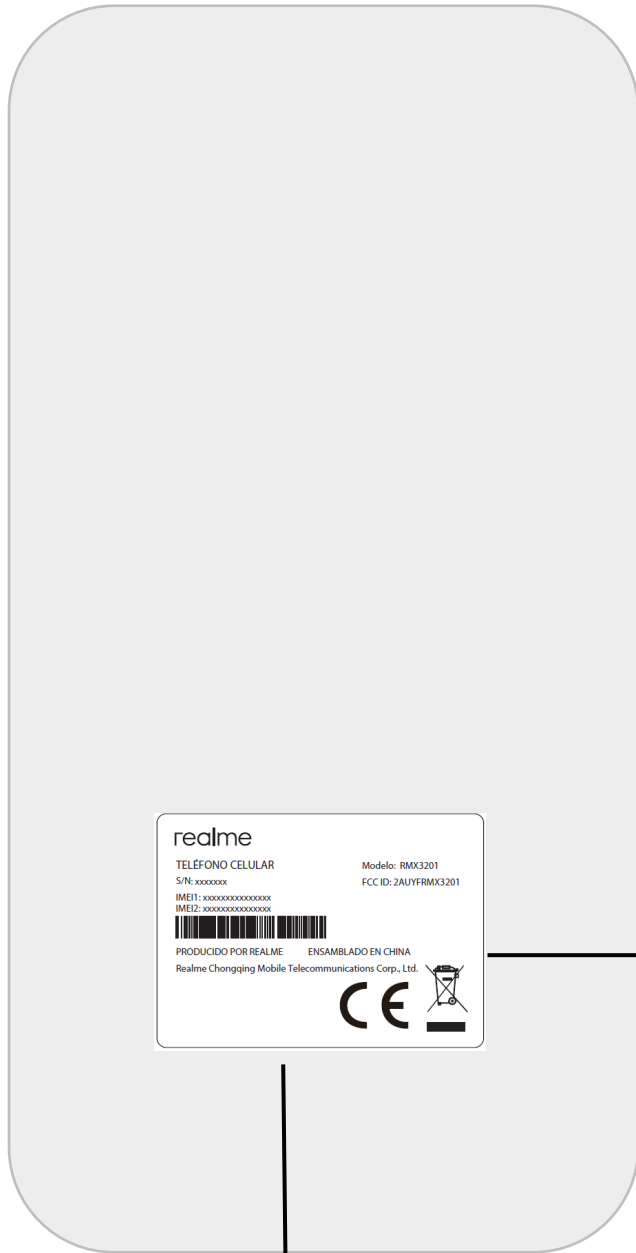 realme
TELÉFONO CELULAR
Modelo: RMX3201
S/N: xxxxxxx
FCC ID: 2AUYFRMX3201
IMEI1: xxxxxxxxxxxxxxx
IMEI2: xxxxxxxxxxxxxxx
PRODUCIDO POR REALME ENSAMBLADO EN CHINA
Realme Chongqing Mobile Telecommunications Corp., Ltd.
CE